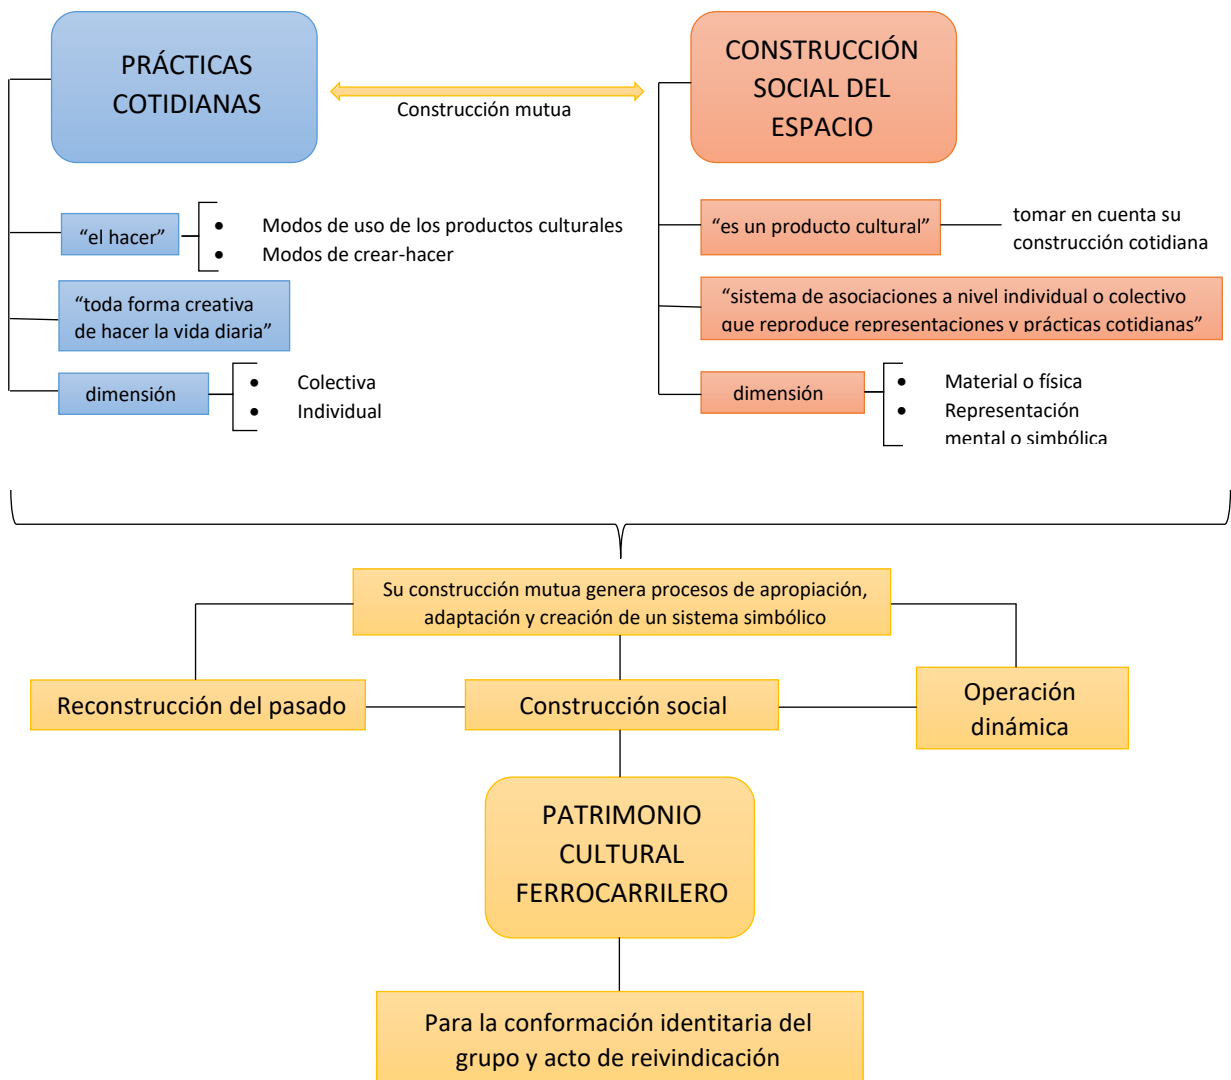 PRÁCTICAS
COTIDIANAS
Construcción mutua
CONSTRUCCIÓN
SOCIAL DEL
ESPACIO
“el hacer”
• Modos de uso de los productos culturales
• Modos de crear-hacer
“toda forma creativa
de hacer la vida diaria”
dimensión
• Colectiva
• Individual
“es un producto cultural”
tomar en cuenta su
construcción cotidiana
“sistema de asociaciones a nivel individual o colectivo
que reproduce representaciones y prácticas cotidianas”
dimensión
• Material o física
• Representación
mental o simbólica
Su construcción mutua genera procesos de apropiación,
adaptación y creación de un sistema simbólico
Reconstrucción del pasado
Construcción social
Operación
dinámica
PATRIMONIO
CULTURAL
FERROCARRILERO
Para la conformación identitaria del
grupo y acto de reivindicación